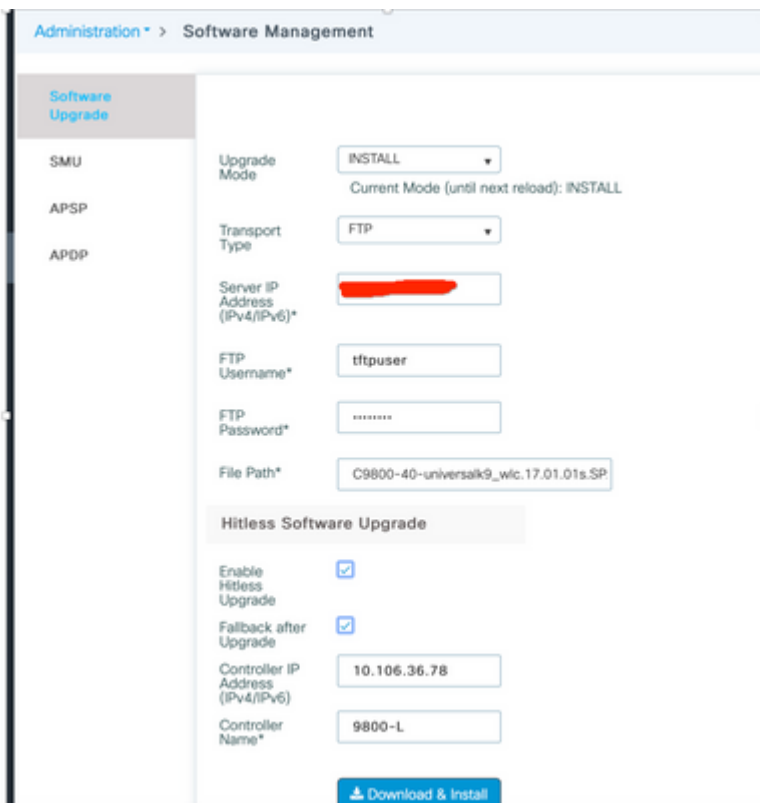 Administration > Software Management
Software
Upgrade
SMU
APSP
APDP
Upgrade
Mode
INSTALL
Current Mode (until next reload): INSTALL
Transport
Type
FTP
Server IP
Address
(IPv4/IPv6)*
FTP
Username*
tftpuser
FTP
Password*
········
File Path*
C9800-40-universalk9_wlc.17.01.01s.SP
Hitless Software Upgrade
Enable
Hitless
Upgrade
Fallback after
Upgrade
Controller IP
Address
(IPv4/IPv6)
10.106.36.78
Controller
Name*
9800-L
Download & Install